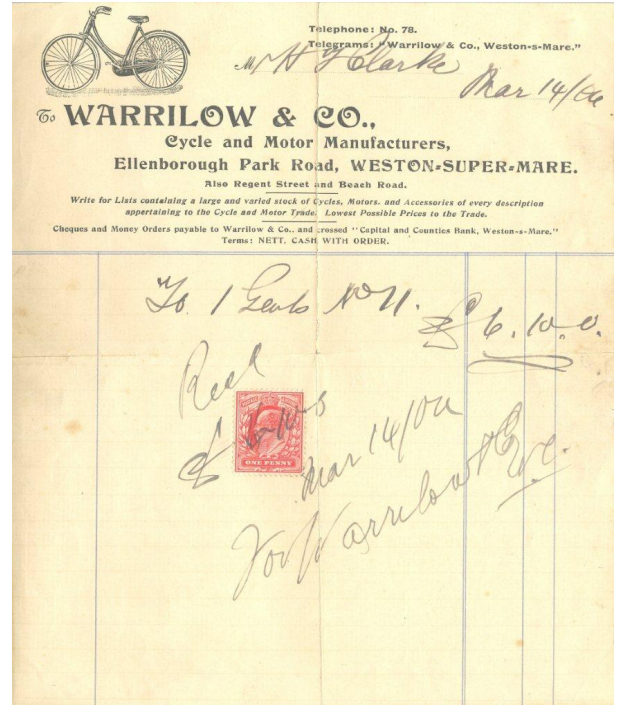 Telephone: No. 78.
Telegrams: "Warrilow & Co., Weston-s-Mare."
Mr H J Clarke
Mar 14/06
To WARRILOW & CO.,
Cycle and Motor Manufacturers,
Ellenborough Park Road, WESTON=SUPER=MARE.
Also Regent Street and Beach Road.
Write for Lists containing a large and varied stock of Cycles, Motors, and Accessories of every description
appertaining to the Cycle and Motor Trade. Lowest Possible Prices to the Trade.
Cheques and Money Orders payable to Warrilow & Co., and crossed "Capital and Counties Bank, Weston-s-Mare."
Terms: NETT, CASH WITH ORDER.
To 1 Gents No 11. £6.10.0.
Recd
£6/10/0
ONE PENNY
Mar 14/06
For Warrilow & Co.